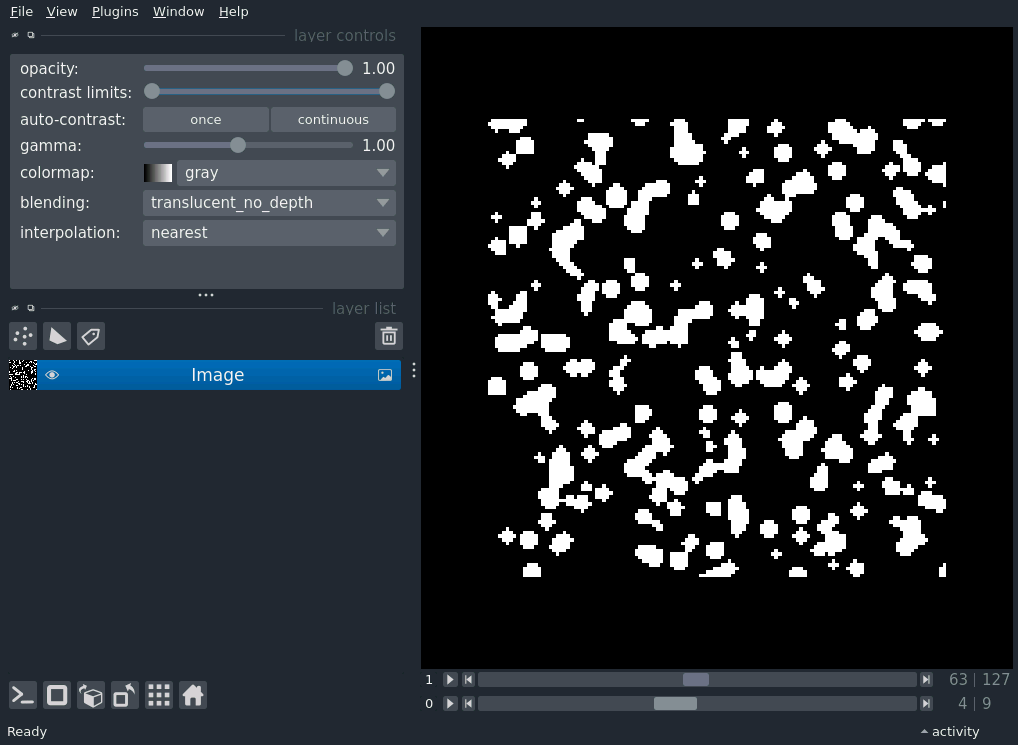 File View Plugins Window Help
layer controls
opacity: 1.00
contrast limits:
auto-contrast: once continuous
gamma: 1.00
colormap: gray
blending: translucent_no_depth
interpolation: nearest
layer list
Image
1 63 | 127
0 4 | 9
Ready activity